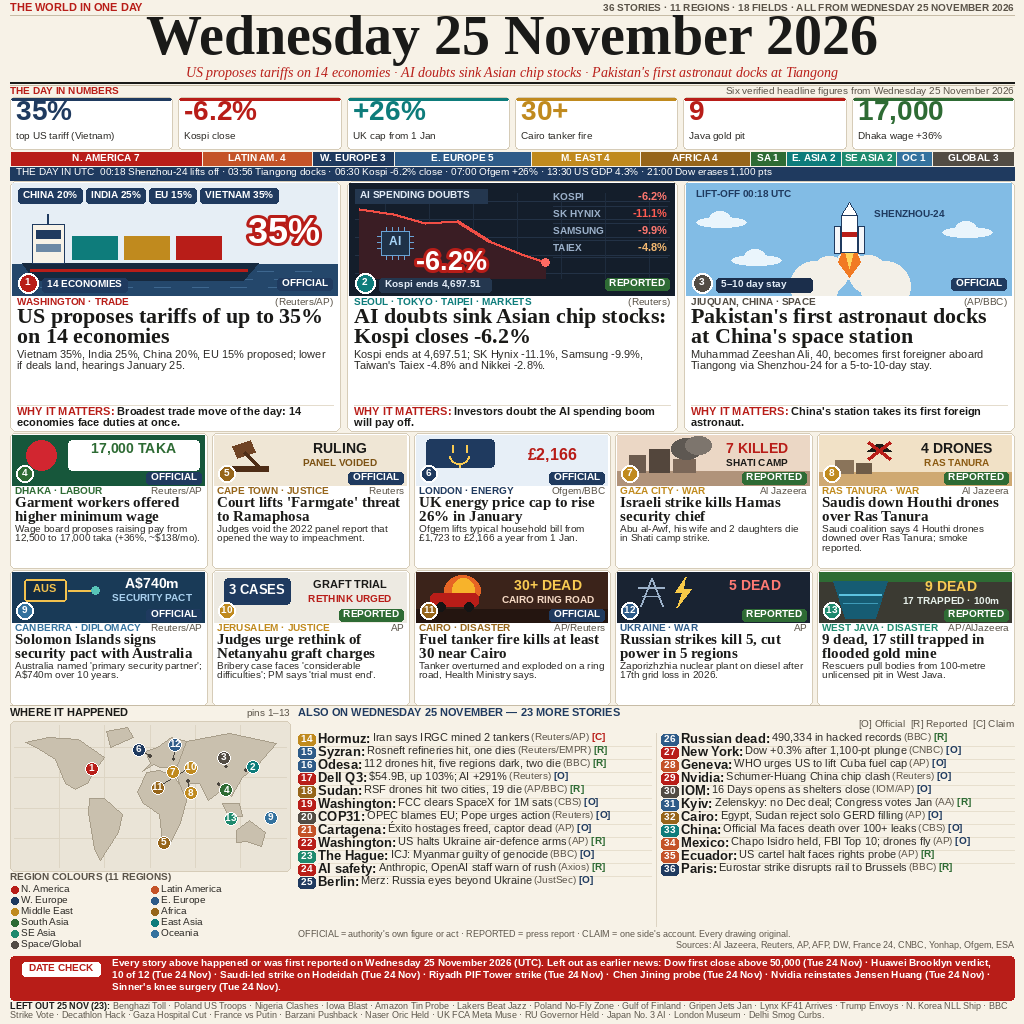 THE WORLD IN ONE DAY
36 STORIES · 11 REGIONS · 18 FIELDS · ALL FROM WEDNESDAY 25 NOVEMBER 2026
Wednesday 25 November 2026
US proposes tariffs on 14 economies · AI doubts sink Asian chip stocks · Pakistan's first astronaut docks at Tiangong
THE DAY IN NUMBERS
Six verified headline figures from Wednesday 25 November 2026
35%
top US tariff (Vietnam)
-6.2%
Kospi close
+26%
UK cap from 1 Jan
30+
Cairo tanker fire
9
Java gold pit
17,000
Dhaka wage +36%
N. AMERICA 7
LATIN AM. 4
W. EUROPE 3
E. EUROPE 5
M. EAST 4
AFRICA 4
SA 1
E. ASIA 2
SE ASIA 2
OC 1
GLOBAL 3
THE DAY IN UTC 00:18 Shenzhou-24 lifts off · 03:56 Tiangong docks · 06:30 Kospi -6.2% close · 07:00 Ofgem +26% · 13:30 US GDP 4.3% · 21:00 Dow erases 1,100 pts
CHINA 20%
INDIA 25%
EU 15%
VIETNAM 35%
35%
1
14 ECONOMIES
OFFICIAL
WASHINGTON · TRADE
(Reuters/AP)
US proposes tariffs of up to 35%
on 14 economies
Vietnam 35%, India 25%, China 20%, EU 15% proposed; lower
if deals land, hearings January 25.
WHY IT MATTERS: Broadest trade move of the day: 14
economies face duties at once.
AI SPENDING DOUBTS
KOSPI -6.2%
SK HYNIX -11.1%
SAMSUNG -9.9%
TAIEX -4.8%
AI
-6.2%
2
Kospi ends 4,697.51
REPORTED
SEOUL · TOKYO · TAIPEI · MARKETS
(Reuters)
AI doubts sink Asian chip stocks:
Kospi closes -6.2%
Kospi ends at 4,697.51; SK Hynix -11.1%, Samsung -9.9%,
Taiwan's Taiex -4.8% and Nikkei -2.8%.
WHY IT MATTERS: Investors doubt the AI spending boom
will pay off.
LIFT-OFF 00:18 UTC
SHENZHOU-24
3
5–10 day stay
OFFICIAL
JIUQUAN, CHINA · SPACE
(AP/BBC)
Pakistan's first astronaut docks
at China's space station
Muhammad Zeeshan Ali, 40, becomes first foreigner aboard
Tiangong via Shenzhou-24 for a 5-to-10-day stay.
WHY IT MATTERS: China's station takes its first foreign
astronaut.
17,000 TAKA
4
OFFICIAL
DHAKA · LABOUR
Reuters/AP
Garment workers offered
higher minimum wage
Wage board proposes raising pay from
12,500 to 17,000 taka (+36%, ~$138/mo).
RULING
PANEL VOIDED
5
OFFICIAL
CAPE TOWN · JUSTICE
Reuters
Court lifts 'Farmgate' threat
to Ramaphosa
Judges void the 2022 panel report that
opened the way to impeachment.
£2,166
6
OFFICIAL
LONDON · ENERGY
Ofgem/BBC
UK energy price cap to rise
26% in January
Ofgem lifts typical household bill from
£1,723 to £2,166 a year from 1 Jan.
7 KILLED
SHATI CAMP
7
REPORTED
GAZA CITY · WAR
Al Jazeera
Israeli strike kills Hamas
security chief
Abu al-Awf, his wife and 2 daughters die
in Shati camp strike.
4 DRONES
RAS TANURA
8
REPORTED
RAS TANURA · WAR
Al Jazeera
Saudis down Houthi drones
over Ras Tanura
Saudi coalition says 4 Houthi drones
downed over Ras Tanura; smoke
reported.
AUS
A$740m
SECURITY PACT
9
OFFICIAL
CANBERRA · DIPLOMACY
Reuters/AP
Solomon Islands signs
security pact with Australia
Australia named 'primary security partner';
A$740m over 10 years.
3 CASES
GRAFT TRIAL
RETHINK URGED
10
REPORTED
JERUSALEM · JUSTICE
AP
Judges urge rethink of
Netanyahu graft charges
Bribery case faces 'considerable
difficulties'; PM says 'trial must end'.
30+ DEAD
CAIRO RING ROAD
11
OFFICIAL
CAIRO · DISASTER
AP/Reuters
Fuel tanker fire kills at least
30 near Cairo
Tanker overturned and exploded on a ring
road, Health Ministry says.
5 DEAD
12
REPORTED
UKRAINE · WAR
AP
Russian strikes kill 5, cut
power in 5 regions
Zaporizhzhia nuclear plant on diesel after
17th grid loss in 2026.
9 DEAD
17 TRAPPED · 100m
13
REPORTED
WEST JAVA · DISASTER
AP/AlJazeera
9 dead, 17 still trapped in
flooded gold mine
Rescuers pull bodies from 100-metre
unlicensed pit in West Java.
WHERE IT HAPPENED
pins 1–13
1
6
12
3
2
7
10
11
8
4
13
9
5
REGION COLOURS (11 REGIONS)
N. America
Latin America
W. Europe
E. Europe
Middle East
Africa
South Asia
East Asia
SE Asia
Oceania
Space/Global
ALSO ON WEDNESDAY 25 NOVEMBER — 23 MORE STORIES
[O] Official [R] Reported [C] Claim
14 Hormuz: Iran says IRGC mined 2 tankers (Reuters/AP) [C]
15 Syzran: Rosneft refineries hit, one dies (Reuters/EMPR) [R]
16 Odesa: 112 drones hit, five regions dark, two die (BBC) [R]
17 Dell Q3: $54.9B, up 103%; AI +291% (Reuters) [O]
18 Sudan: RSF drones hit two cities, 19 die (AP/BBC) [R]
19 Washington: FCC clears SpaceX for 1M sats (CBS) [O]
20 COP31: OPEC blames EU; Pope urges action (Reuters) [O]
21 Cartagena: Éxito hostages freed, captor dead (AP) [O]
22 Washington: US halts Ukraine air-defence arms (AP) [R]
23 The Hague: ICJ: Myanmar guilty of genocide (BBC) [O]
24 AI safety: Anthropic, OpenAI staff warn of rush (Axios) [R]
25 Berlin: Merz: Russia eyes beyond Ukraine (JustSec) [O]
26 Russian dead: 490,334 in hacked records (BBC) [R]
27 New York: Dow +0.3% after 1,100-pt plunge (CNBC) [O]
28 Geneva: WHO urges US to lift Cuba fuel cap (AP) [O]
29 Nvidia: Schumer-Huang China chip clash (Reuters) [O]
30 IOM: 16 Days opens as shelters close (IOM/AP) [O]
31 Kyiv: Zelenskyy: no Dec deal; Congress votes Jan (AA) [R]
32 Cairo: Egypt, Sudan reject solo GERD filling (AP) [O]
33 China: Official Ma faces death over 100+ leaks (CBS) [O]
34 Mexico: Chapo Isidro held, FBI Top 10; drones fly (AP) [O]
35 Ecuador: US cartel halt faces rights probe (AP) [R]
36 Paris: Eurostar strike disrupts rail to Brussels (BBC) [R]
OFFICIAL = authority's own figure or act · REPORTED = press report · CLAIM = one side's account. Every drawing original.
Sources: Al Jazeera, Reuters, AP, AFP, DW, France 24, CNBC, Yonhap, Ofgem, ESA
DATE CHECK
Every story above happened or was first reported on Wednesday 25 November 2026 (UTC). Left out as earlier news: Dow first close above 50,000 (Tue 24 Nov) · Huawei Brooklyn verdict,
10 of 12 (Tue 24 Nov) · Saudi-led strike on Hodeidah (Tue 24 Nov) · Riyadh PIF Tower strike (Tue 24 Nov) · Chen Jining probe (Tue 24 Nov) · Nvidia reinstates Jensen Huang (Tue 24 Nov) ·
Sinner's knee surgery (Tue 24 Nov).
LEFT OUT 25 NOV (23): Benghazi Toll · Poland US Troops · Nigeria Clashes · Iowa Blast · Amazon Tin Probe · Lakers Beat Jazz · Poland No-Fly Zone · Gulf of Finland · Gripen Jets Jan · Lynx KF41 Arrives · Trump Envoys · N. Korea NLL Ship · BBC
Strike Vote · Decathlon Hack · Gaza Hospital Cut · France vs Putin · Barzani Pushback · Naser Oric Held · UK FCA Meta Muse · RU Governor Held · Japan No. 3 AI · London Museum · Delhi Smog Curbs.